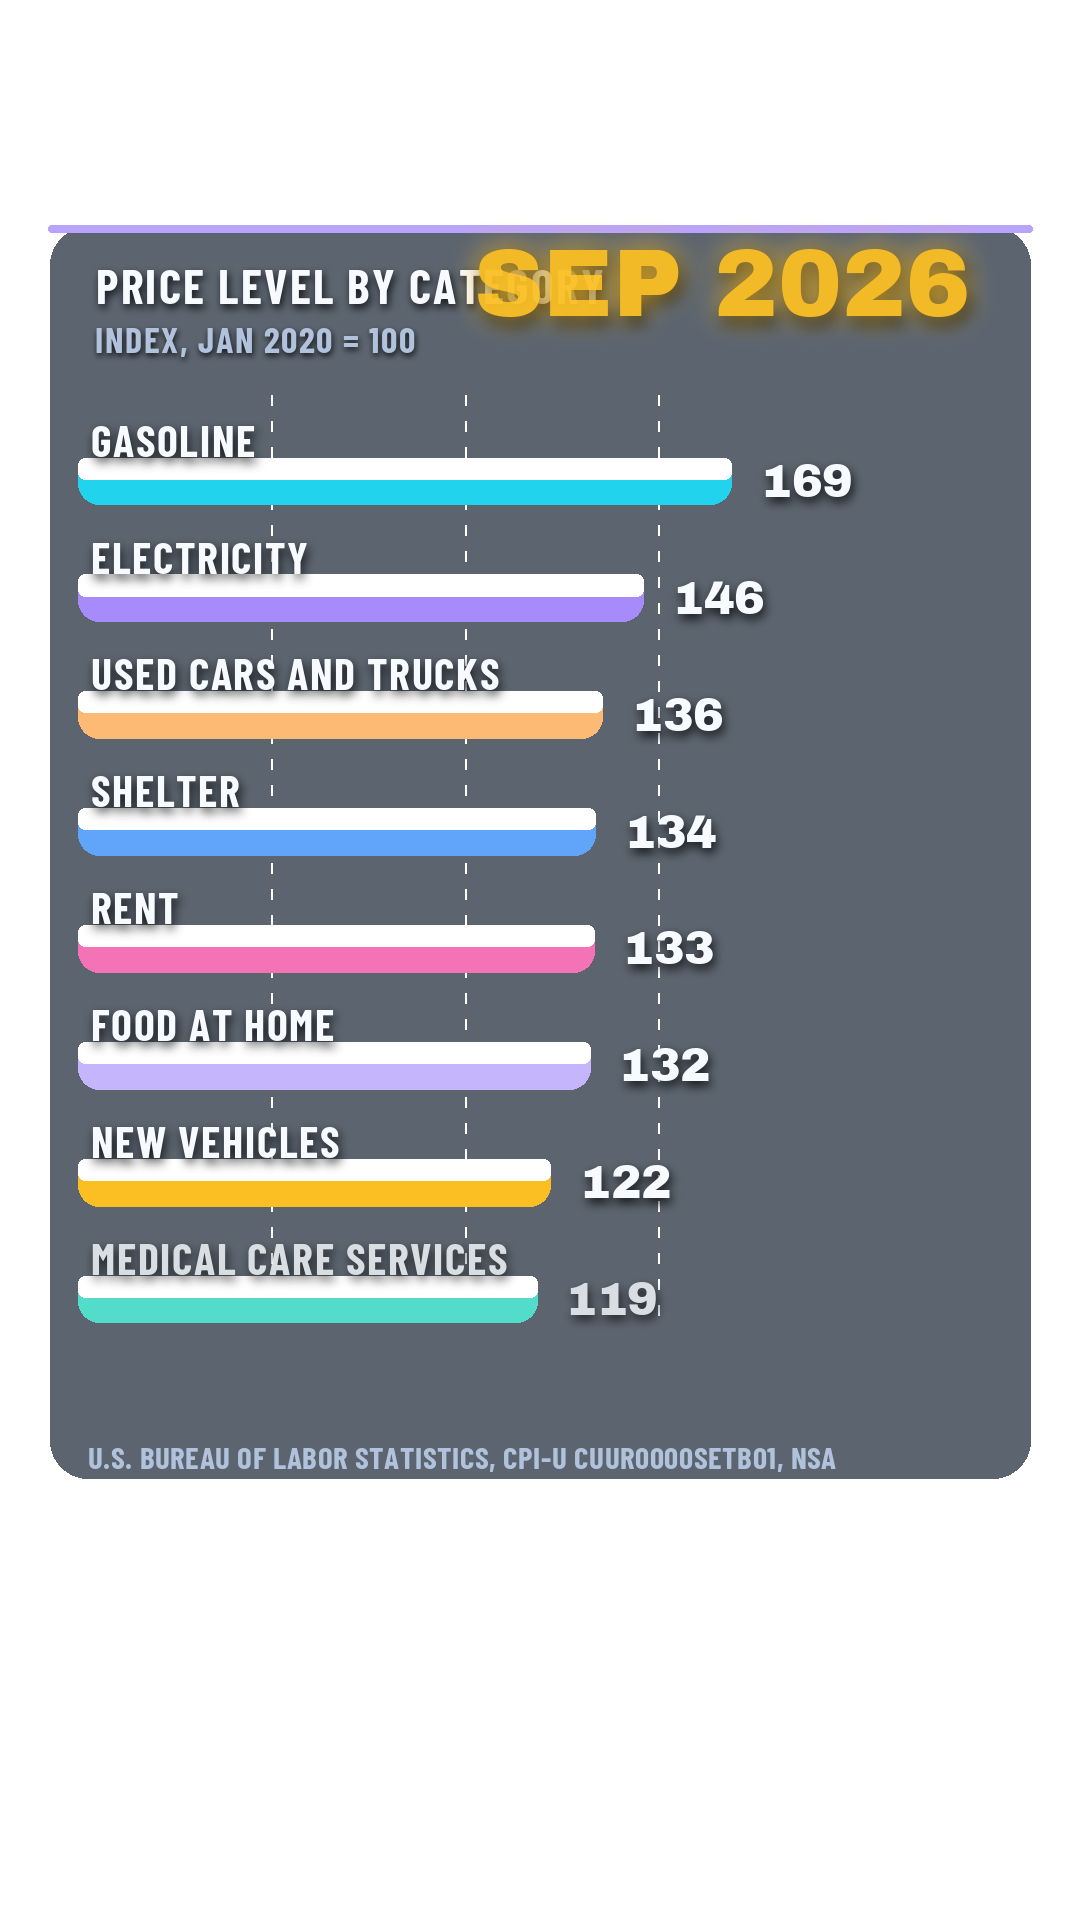 PRICE LEVEL BY CATEGORY
SEP 2026
INDEX, JAN 2020 = 100
GASOLINE
169
ELECTRICITY
146
USED CARS AND TRUCKS
136
SHELTER
134
RENT
133
FOOD AT HOME
132
NEW VEHICLES
122
MEDICAL CARE SERVICES
119
U.S. BUREAU OF LABOR STATISTICS, CPI-U CUUR0000SETB01, NSA